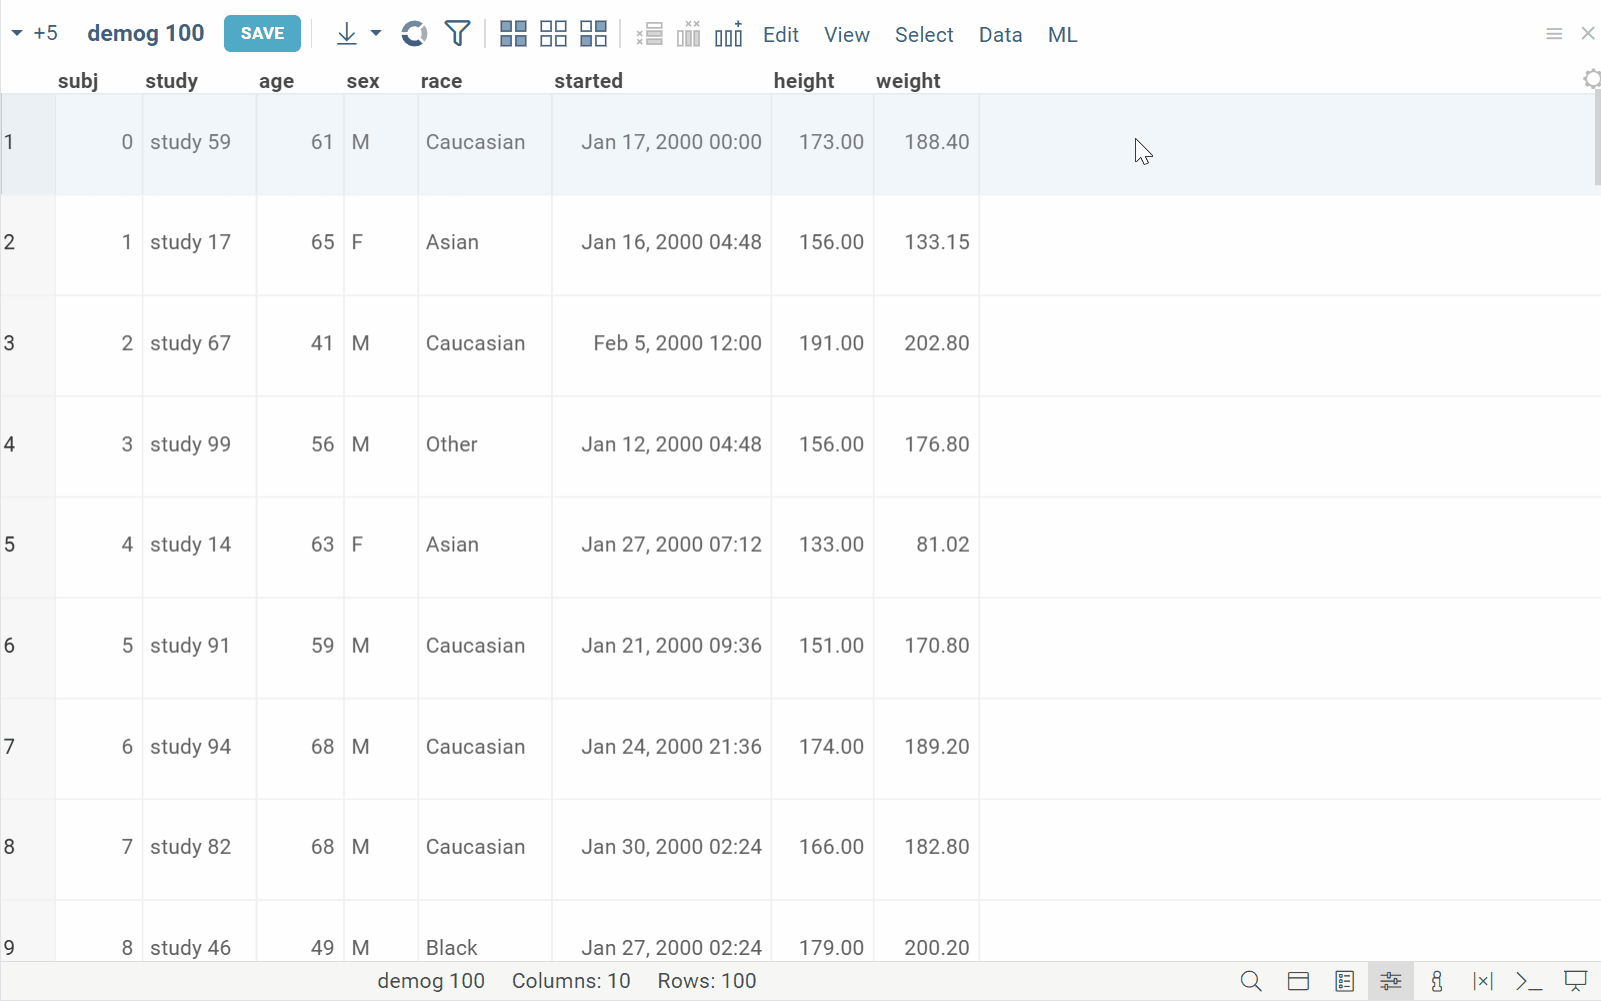 +5 demog 100 SAVE Edit View Select Data ML
subj study age sex race started height weight
1 0 study 59 61 M Caucasian Jan 17, 2000 00:00 173.00 188.40
2 1 study 17 65 F Asian Jan 16, 2000 04:48 156.00 133.15
3 2 study 67 41 M Caucasian Feb 5, 2000 12:00 191.00 202.80
4 3 study 99 56 M Other Jan 12, 2000 04:48 156.00 176.80
5 4 study 14 63 F Asian Jan 27, 2000 07:12 133.00 81.02
6 5 study 91 59 M Caucasian Jan 21, 2000 09:36 151.00 170.80
7 6 study 94 68 M Caucasian Jan 24, 2000 21:36 174.00 189.20
8 7 study 82 68 M Caucasian Jan 30, 2000 02:24 166.00 182.80
9 8 study 46 49 M Black Jan 27, 2000 02:24 179.00 200.20
demog 100 Columns: 10 Rows: 100